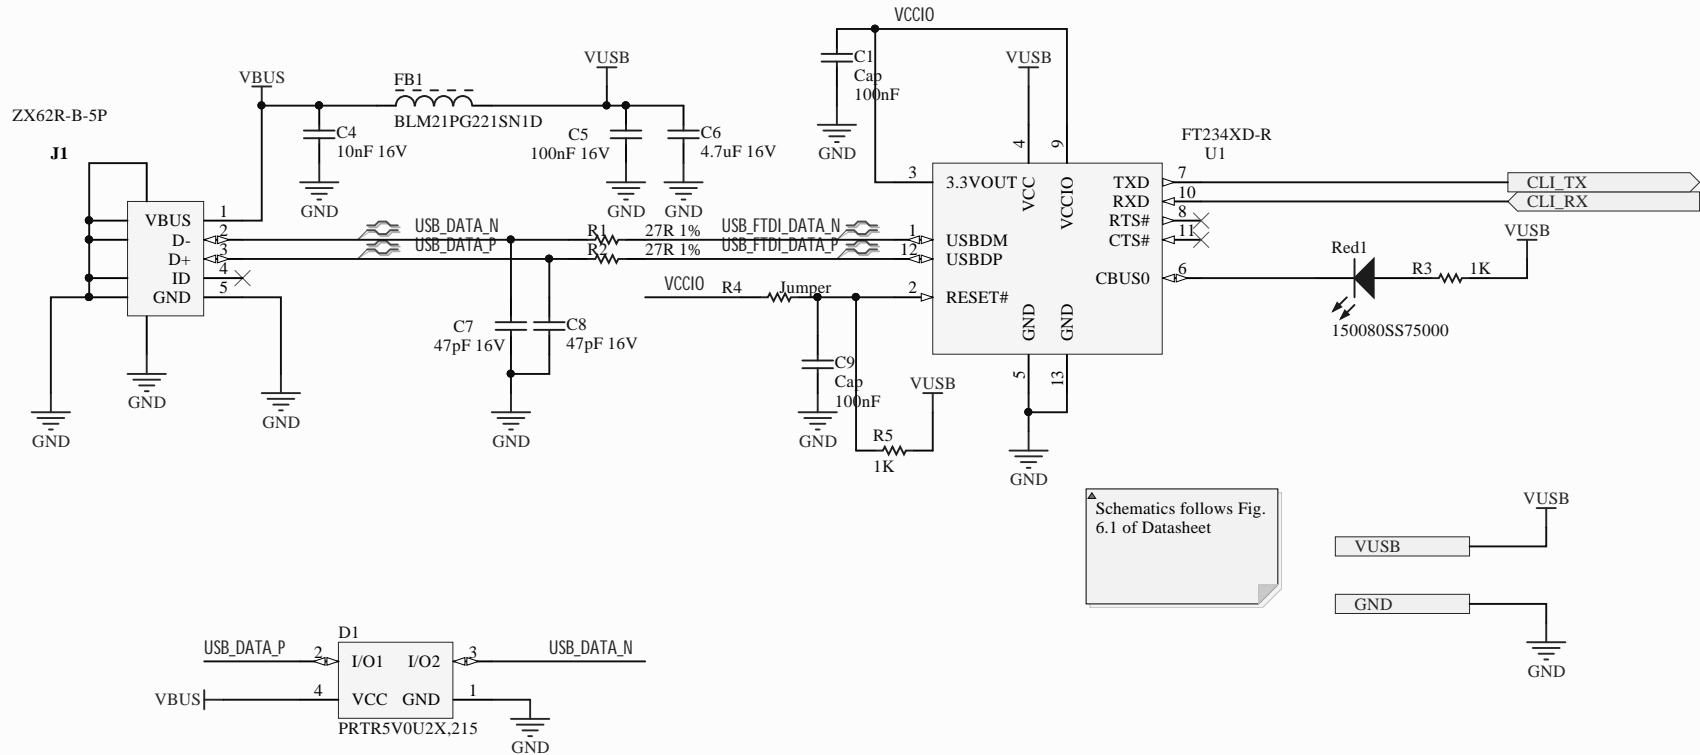 VCCIO
C1
Cap
100nF
GND
VUSB
VBUS
FB1
BLM21PG221SN1D
VUSB
C4
10nF 16V
GND
C5
100nF 16V
GND
C6
4.7uF 16V
GND
ZX62R-B-5P
J1
VBUS 1
D- 2
D+ 3
ID 4
GND 5
GND
GND
GND
USB_DATA_N
USB_DATA_P
R1
27R 1%
R2
27R 1%
USB_FTDI_DATA_N
USB_FTDI_DATA_P
C7
47pF 16V
C8
47pF 16V
GND
VCCIO
R4
Jumper
C9
Cap
100nF
GND
R5
1K
VUSB
FT234XD-R
U1
4 VCC
9 VCCIO
3 3.3VOUT
1 USBDM
12 USBDP
2 RESET#
TXD 7
RXD 10
RTS# 8
CTS# 11
CBUS0 6
GND 5
GND 13
GND
CLI_TX
CLI_RX
Red1
150080SS75000
R3
1K
VUSB
Schematics follows Fig.
6.1 of Datasheet
VUSB
VUSB
GND
GND
D1
USB_DATA_P
2 I/O1
I/O2 3
USB_DATA_N
VBUS
4 VCC
GND 1
GND
PRTR5V0U2X,215